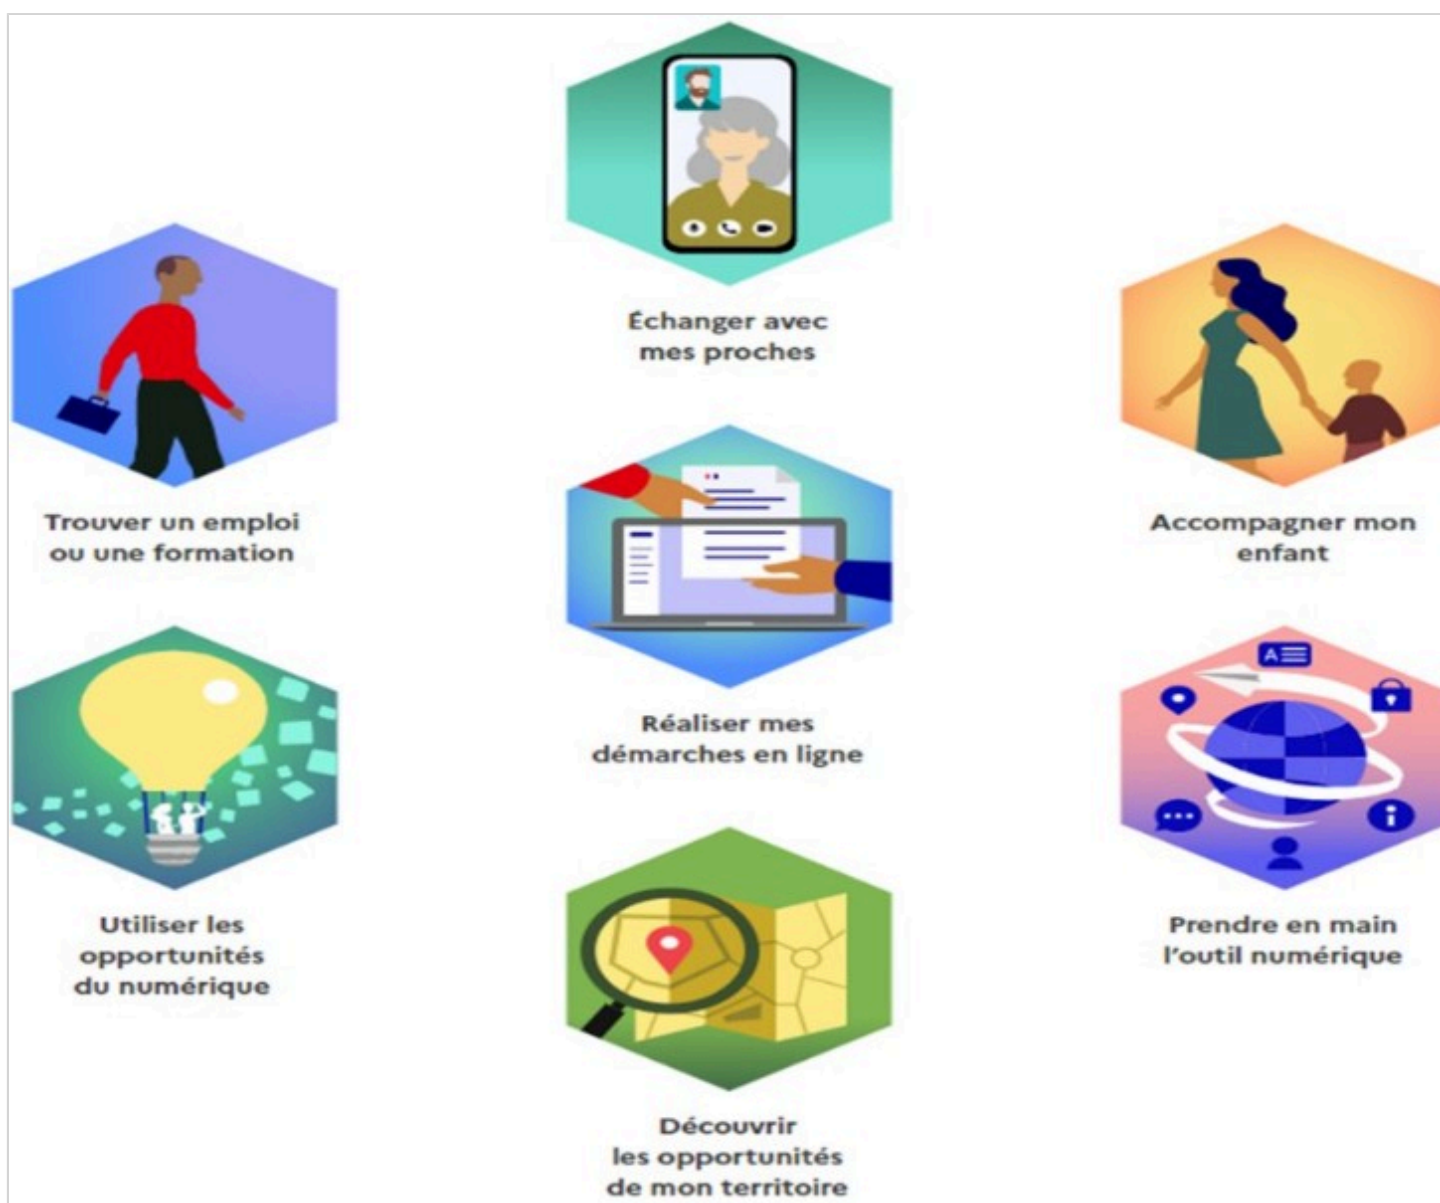 Échanger avec
mes proches
Trouver un emploi
ou une formation
Accompagner mon
enfant
Réaliser mes
démarches en ligne
Utiliser les
opportunités
du numérique
Prendre en main
l'outil numérique
Découvrir
les opportunités
de mon territoire